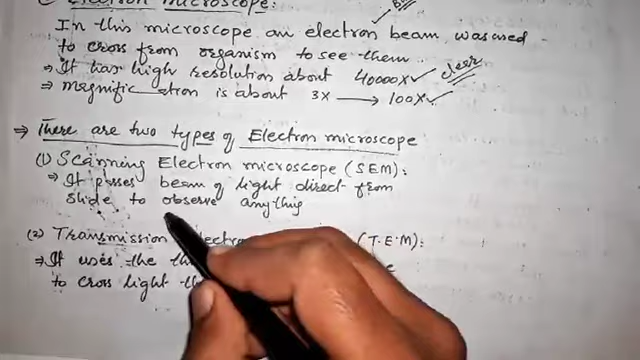 Electron Microscope:
In this microscope an electron beam was used
to cross from organism to see them.
⇒ It has high resolution about 40000X ✓ clear
⇒ Magnification is about 3X → 100X ✓
⇒ There are two types of Electron microscope
(1) Scanning Electron microscope (SEM):
⇒ It passes beam of light direct from
slide to observe anything
(2) Transmission (T.E.M):
⇒ It uses the
to cross light